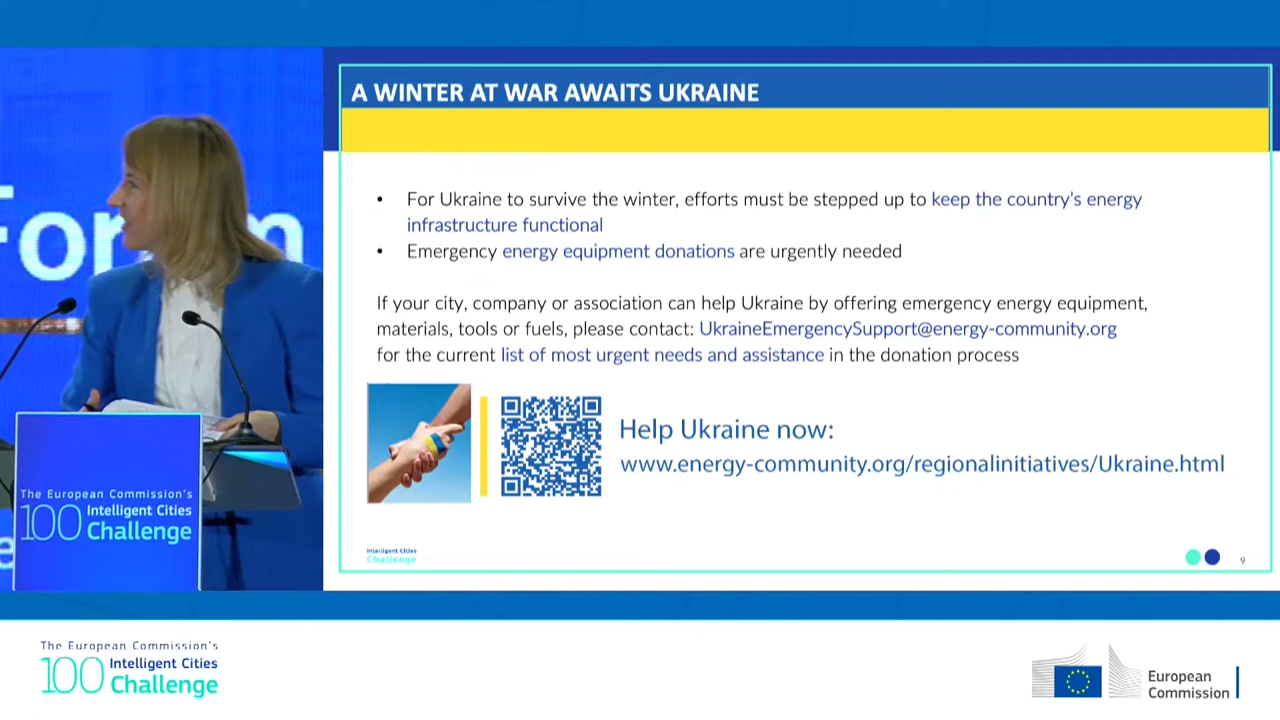 A WINTER AT WAR AWAITS UKRAINE
• For Ukraine to survive the winter, efforts must be stepped up to keep the country's energy
infrastructure functional
• Emergency energy equipment donations are urgently needed
If your city, company or association can help Ukraine by offering emergency energy equipment,
materials, tools or fuels, please contact: UkraineEmergencySupport@energy-community.org
for the current list of most urgent needs and assistance in the donation process
Help Ukraine now:
www.energy-community.org/regionalinitiatives/Ukraine.html
Intelligent Cities
Challenge
9
The European Commission's
100 Intelligent Cities
Challenge
The European Commission's
100 Intelligent Cities
Challenge
European
Commission